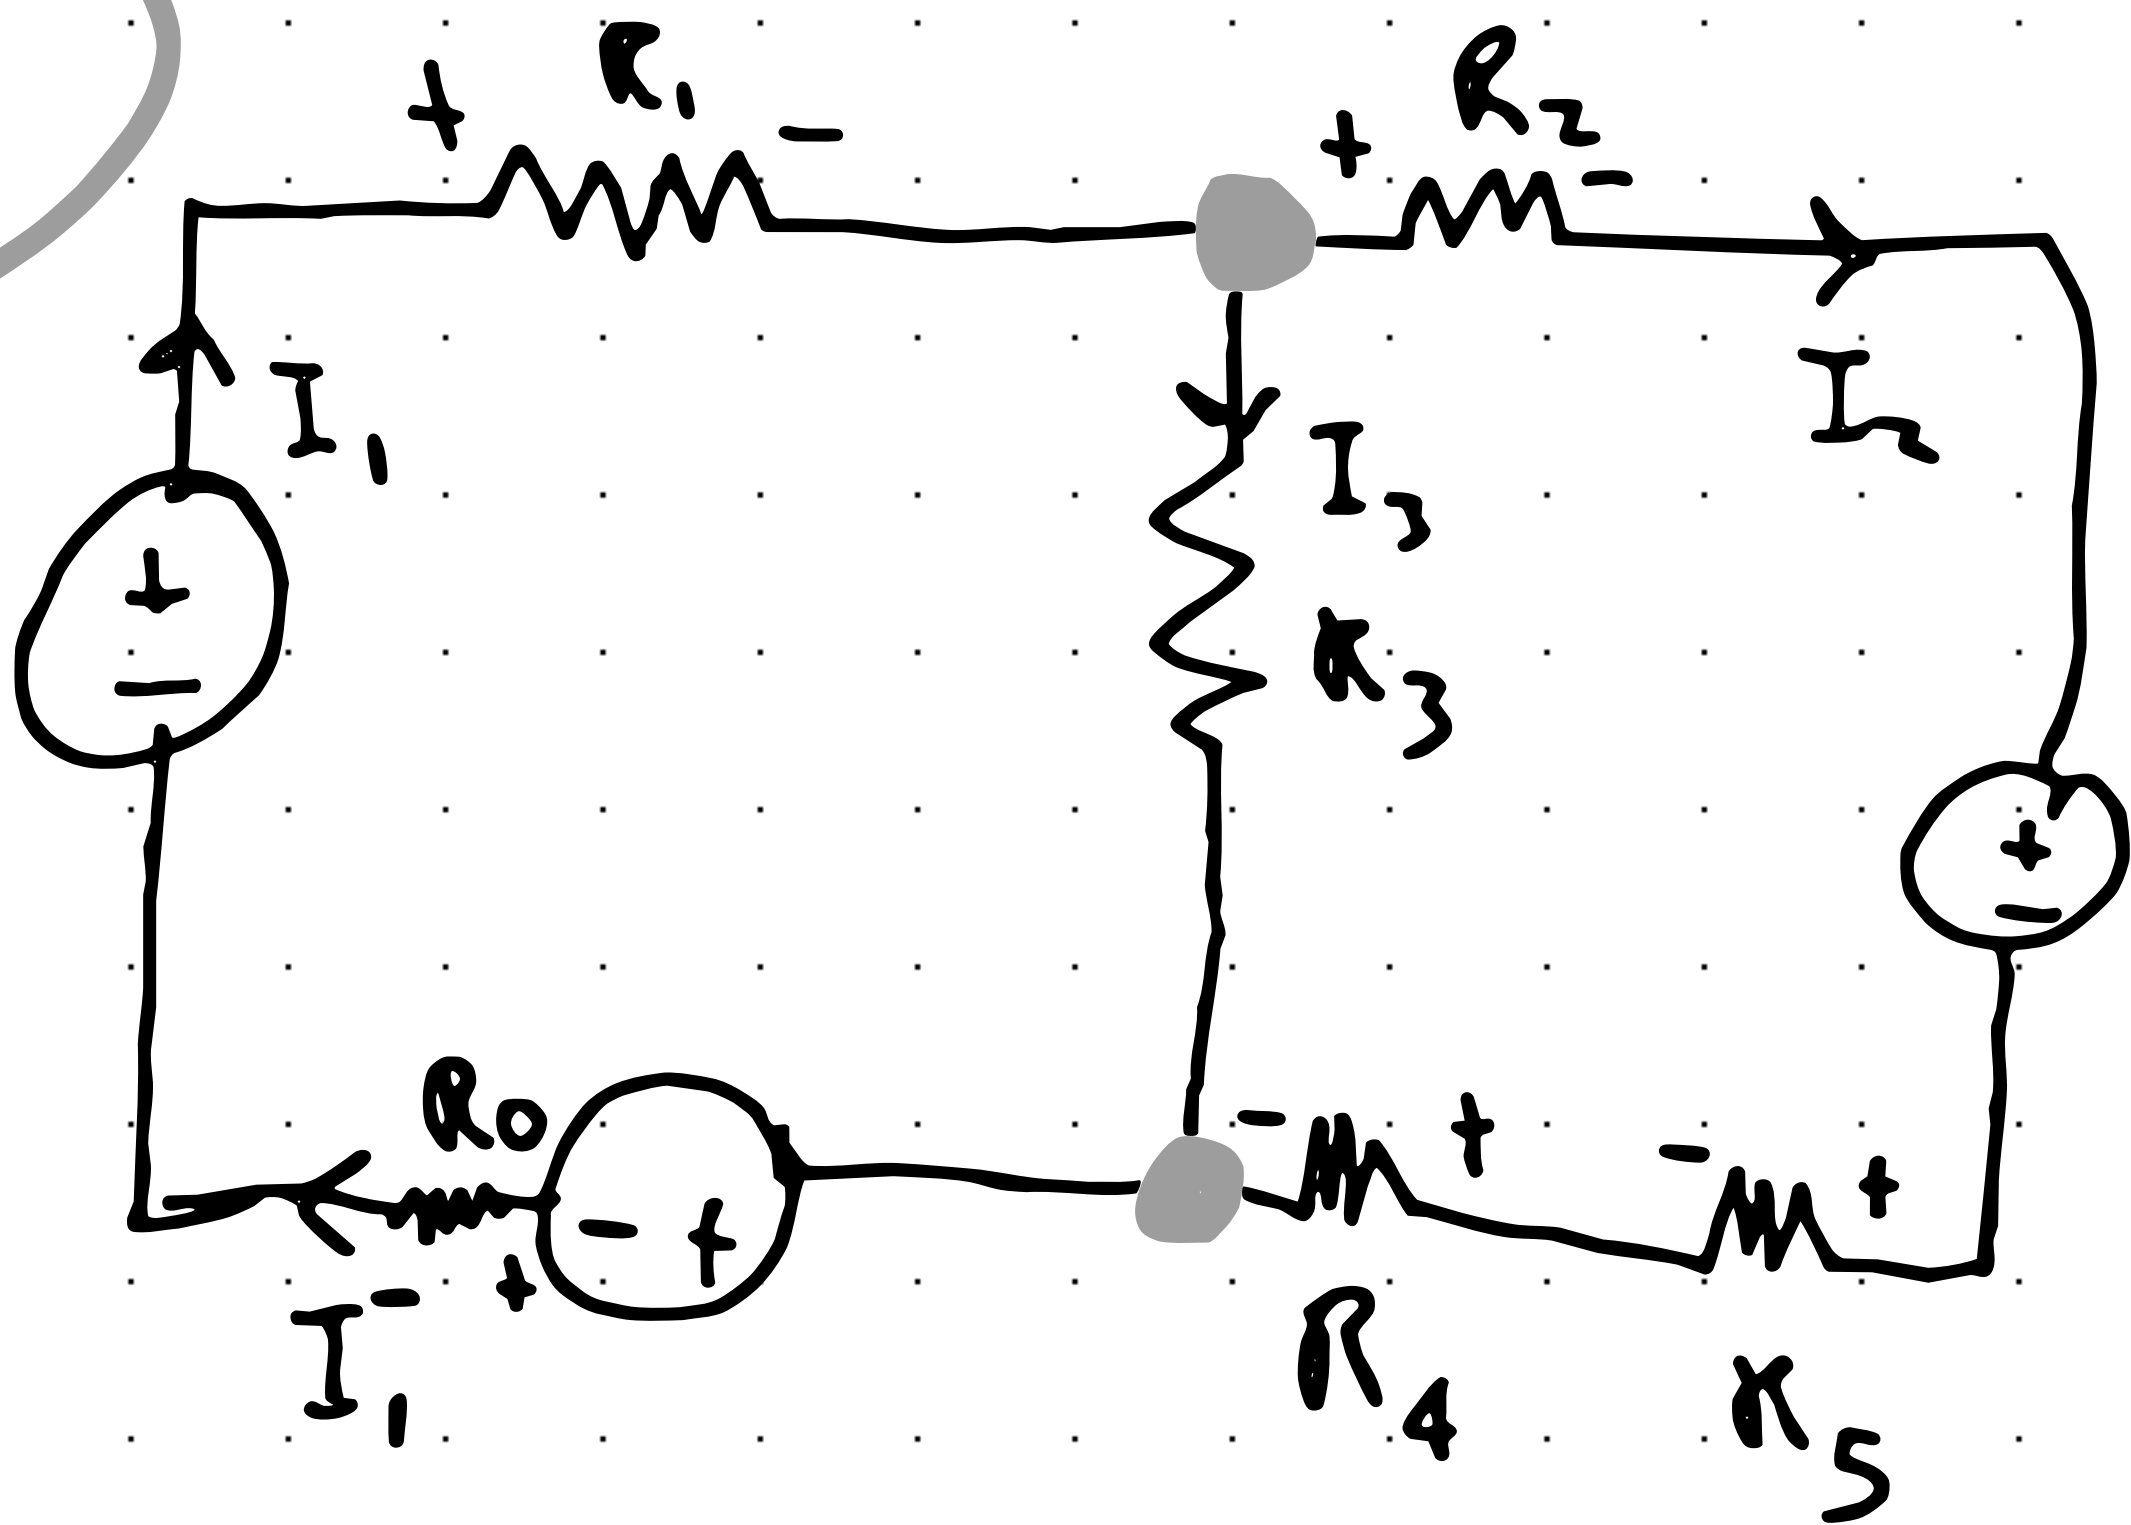 + R1 - + R2 -
I1 I2
I3
+
-
R3
+
-
R0 - + -
- + +
I1 -
+
R4 R5